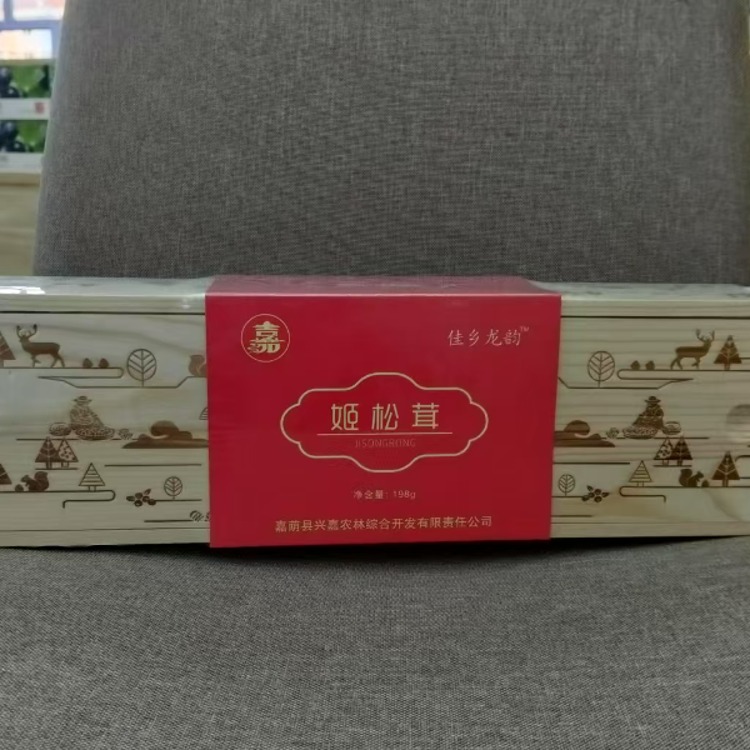 嘉
佳乡龙韵™
姬松茸
JISONGRONG
净含量：198g
嘉荫县兴嘉农林综合开发有限责任公司